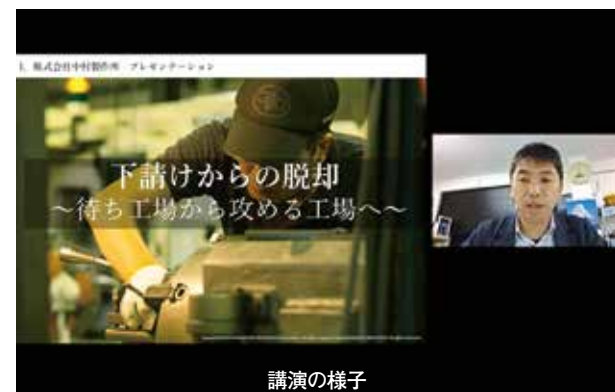 1. 株式会社中村製作所 プレゼンテーション
下請けからの脱却
～待ち工場から攻める工場へ～
講演の様子